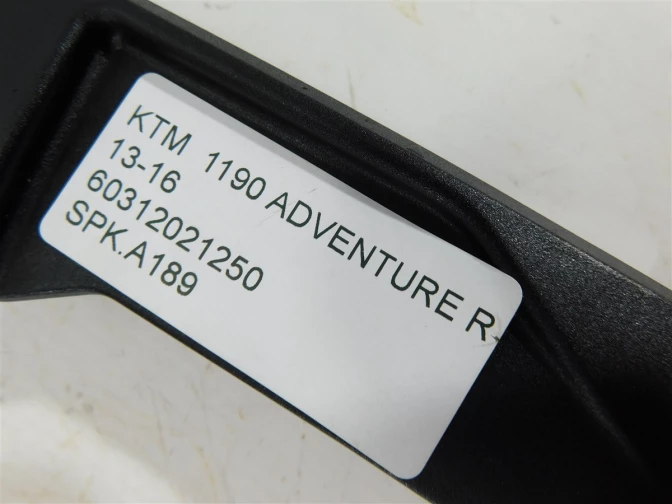 KTM 1190 ADVENTURE R
13-16
60312021250
SPK.A189